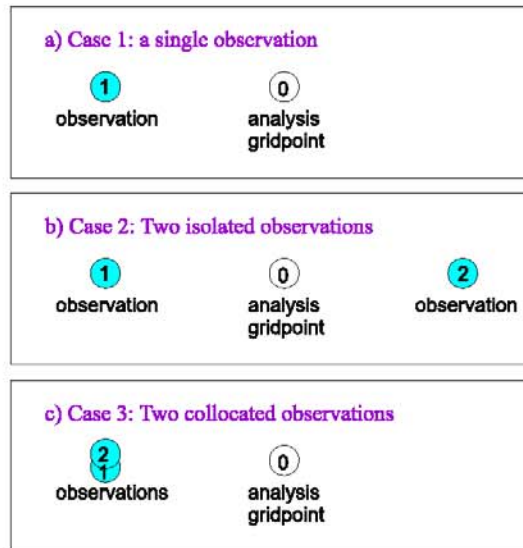 a) Case 1: a single observation
1 0
observation analysis
gridpoint
b) Case 2: Two isolated observations
1 0 2
observation analysis observation
gridpoint
c) Case 3: Two collocated observations
2
1 0
observations analysis
gridpoint